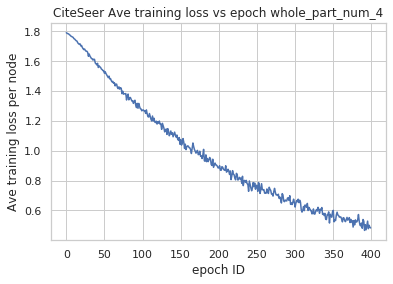 CiteSeer Ave training loss vs epoch whole_part_num_4
Ave training loss per node
1.8
1.6
1.4
1.2
1.0
0.8
0.6
0 50 100 150 200 250 300 350 400
epoch ID